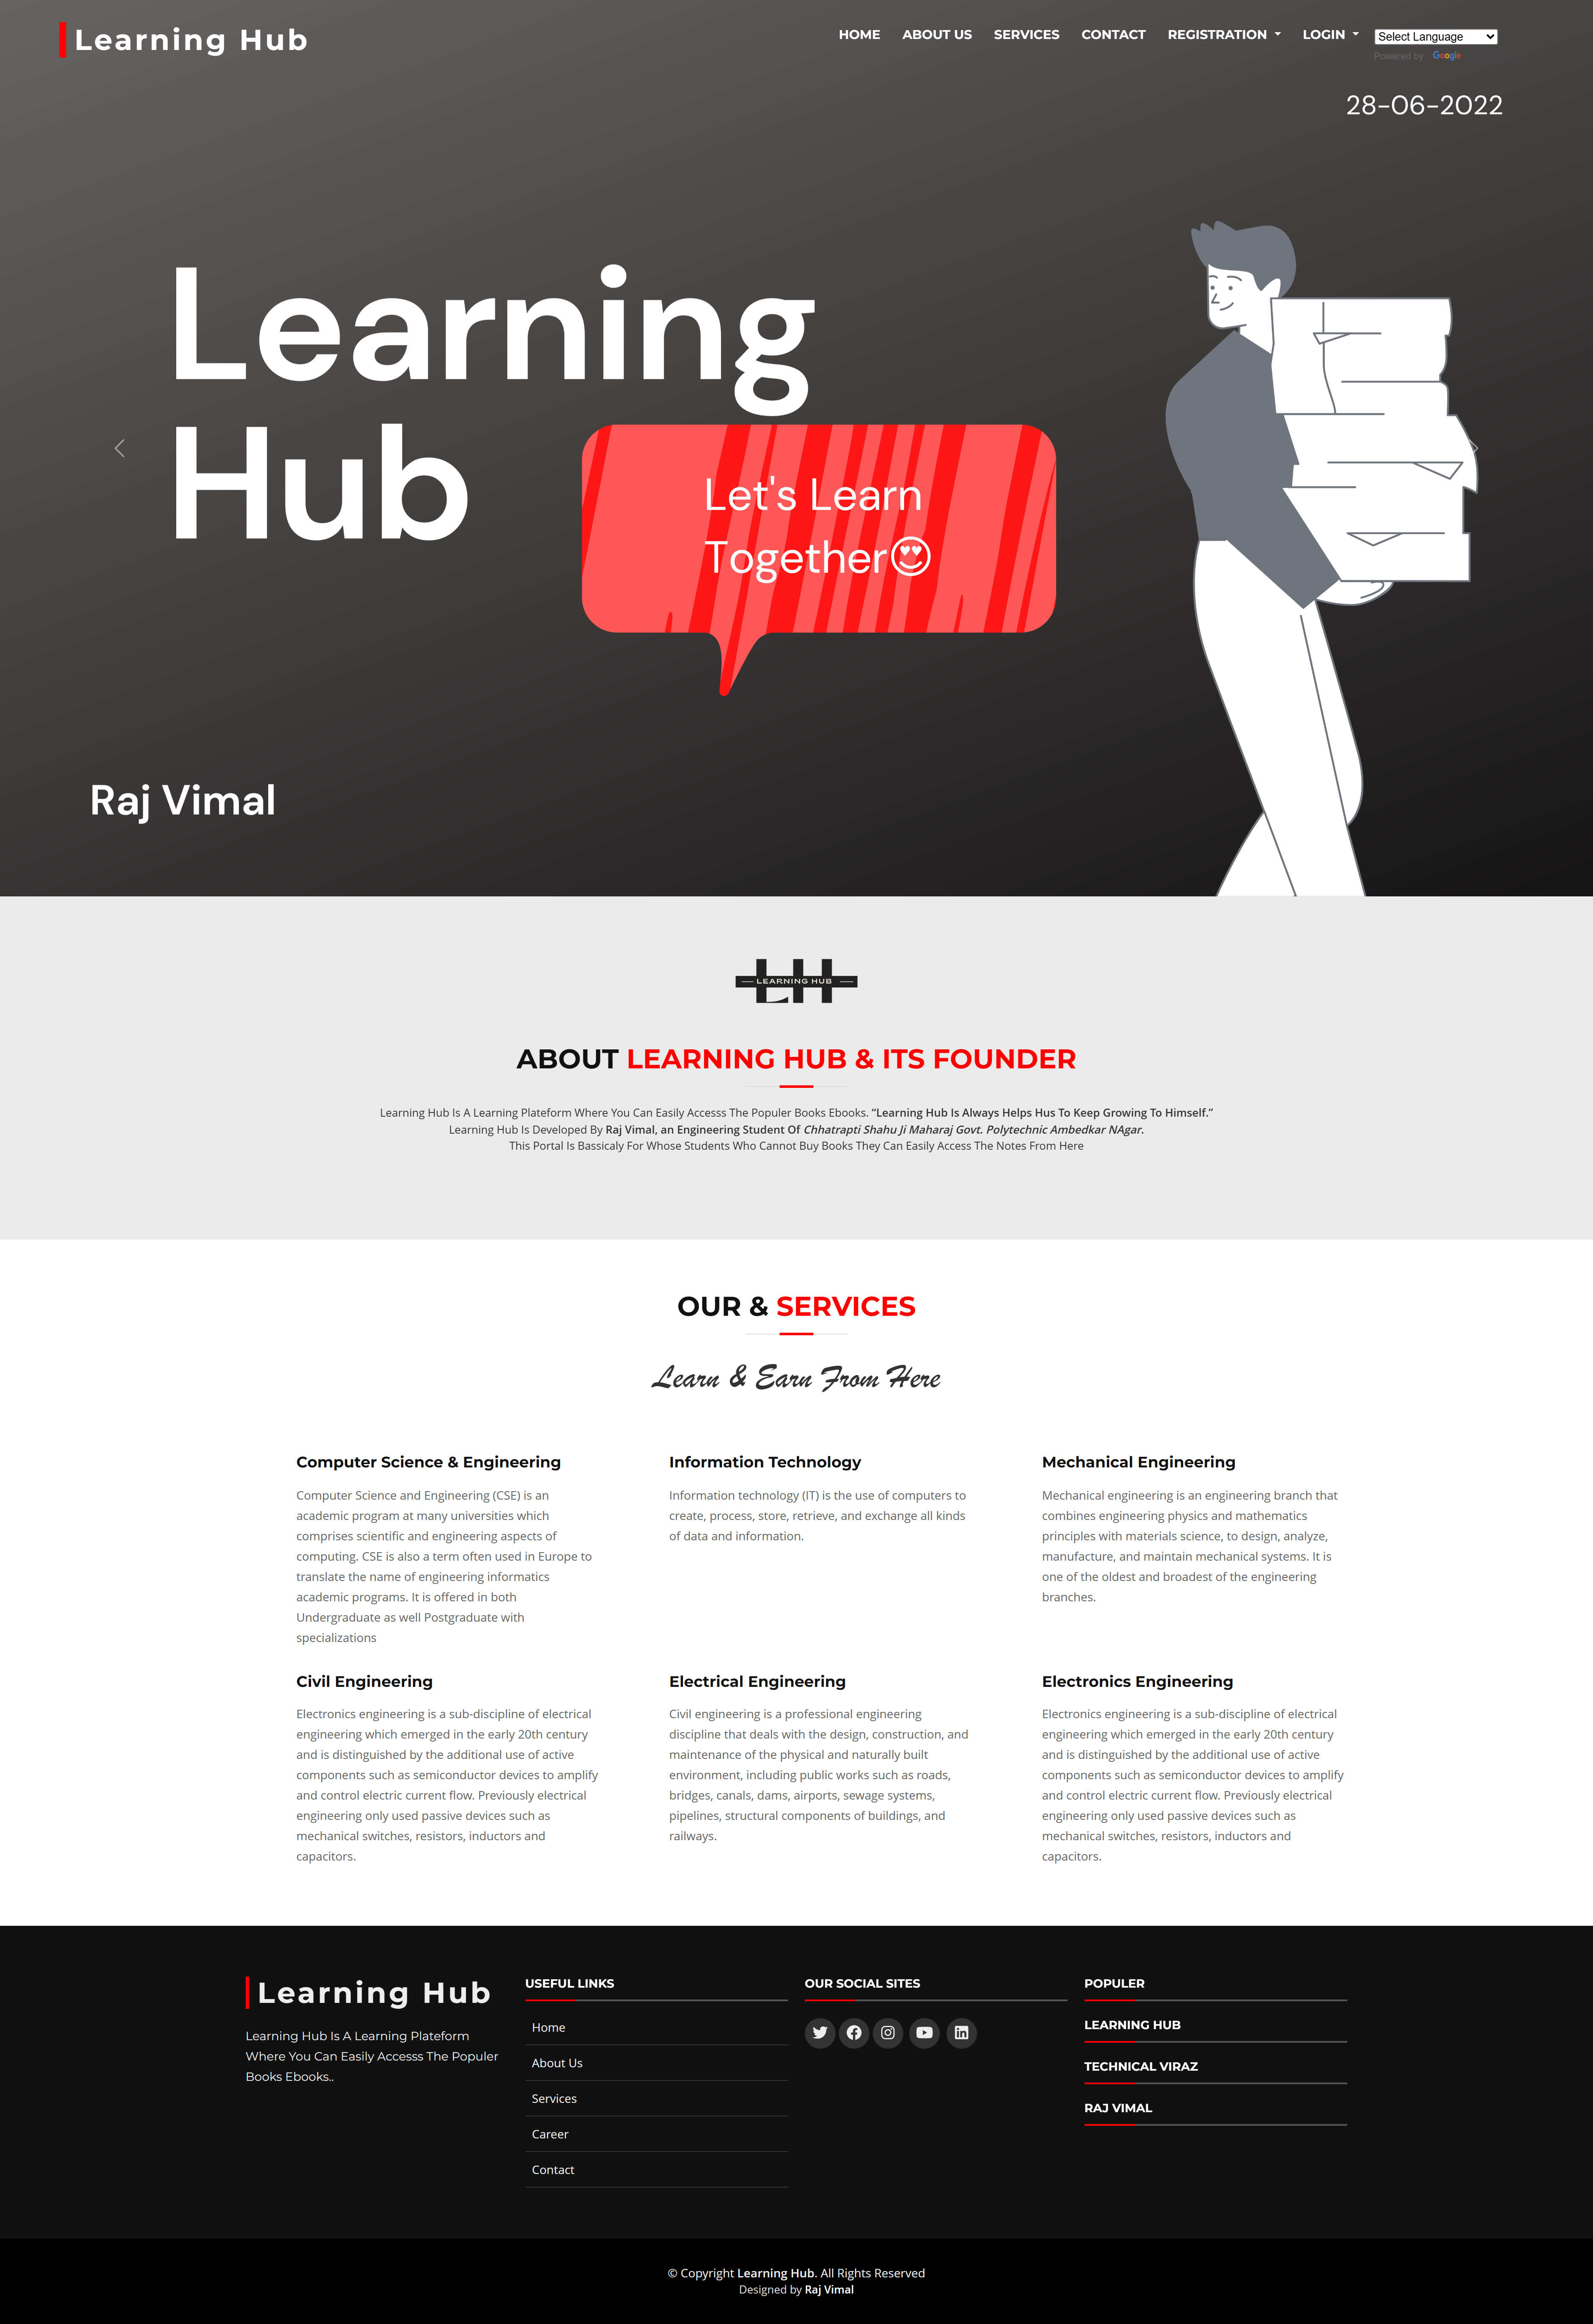 Learning Hub
HOME ABOUT US SERVICES CONTACT REGISTRATION LOGIN Select Language
Powered by Google
28-06-2022
Learning
Hub
Let's Learn
Together😍
Raj Vimal
LH
LEARNING HUB
ABOUT LEARNING HUB & ITS FOUNDER
Learning Hub Is A Learning Plateform Where You Can Easily Accesss The Populer Books Ebooks. “Learning Hub Is Always Helps Hus To Keep Growing To Himself.”
Learning Hub Is Developed By Raj Vimal, an Engineering Student Of Chhatrapti Shahu Ji Maharaj Govt. Polytechnic Ambedkar NAgar.
This Portal Is Bassicaly For Whose Students Who Cannot Buy Books They Can Easily Access The Notes From Here
OUR & SERVICES
Learn & Earn From Here
Computer Science & Engineering
Computer Science and Engineering (CSE) is an
academic program at many universities which
comprises scientific and engineering aspects of
computing. CSE is also a term often used in Europe to
translate the name of engineering informatics
academic programs. It is offered in both
Undergraduate as well Postgraduate with
specializations
Information Technology
Information technology (IT) is the use of computers to
create, process, store, retrieve, and exchange all kinds
of data and information.
Mechanical Engineering
Mechanical engineering is an engineering branch that
combines engineering physics and mathematics
principles with materials science, to design, analyze,
manufacture, and maintain mechanical systems. It is
one of the oldest and broadest of the engineering
branches.
Civil Engineering
Electronics engineering is a sub-discipline of electrical
engineering which emerged in the early 20th century
and is distinguished by the additional use of active
components such as semiconductor devices to amplify
and control electric current flow. Previously electrical
engineering only used passive devices such as
mechanical switches, resistors, inductors and
capacitors.
Electrical Engineering
Civil engineering is a professional engineering
discipline that deals with the design, construction, and
maintenance of the physical and naturally built
environment, including public works such as roads,
bridges, canals, dams, airports, sewage systems,
pipelines, structural components of buildings, and
railways.
Electronics Engineering
Electronics engineering is a sub-discipline of electrical
engineering which emerged in the early 20th century
and is distinguished by the additional use of active
components such as semiconductor devices to amplify
and control electric current flow. Previously electrical
engineering only used passive devices such as
mechanical switches, resistors, inductors and
capacitors.
Learning Hub
Learning Hub Is A Learning Plateform
Where You Can Easily Accesss The Populer
Books Ebooks..
USEFUL LINKS
Home
About Us
Services
Career
Contact
OUR SOCIAL SITES
POPULER
LEARNING HUB
TECHNICAL VIRAZ
RAJ VIMAL
© Copyright Learning Hub. All Rights Reserved
Designed by Raj Vimal